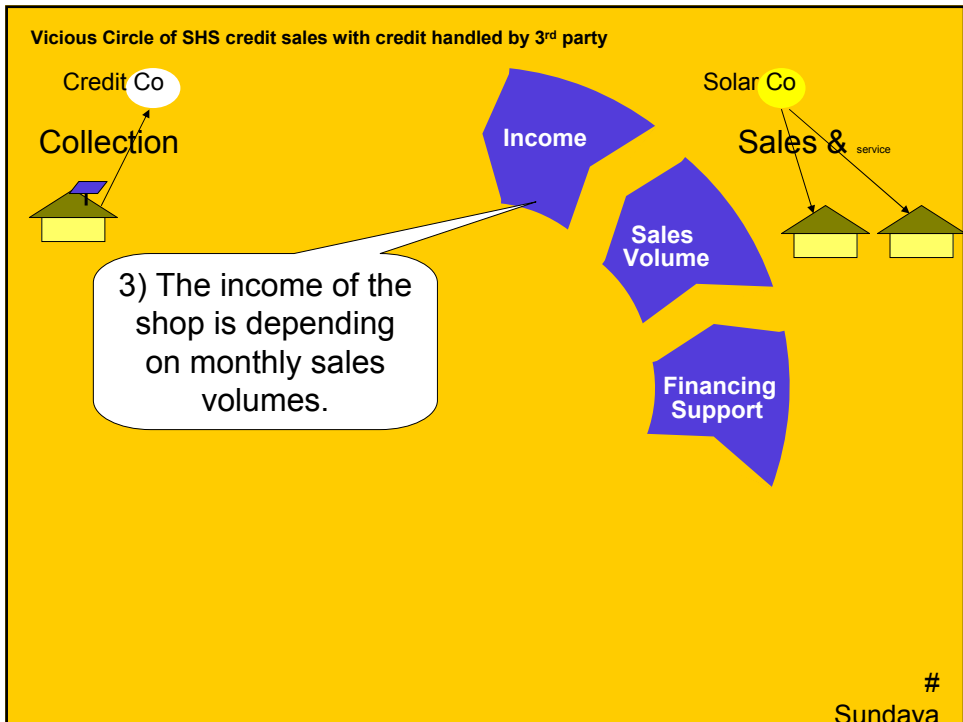 Vicious Circle of SHS credit sales with credit handled by 3rd party
Credit Co
Solar Co
Collection
Income
Sales & service
Sales
Volume
3) The income of the
shop is depending
on monthly sales
volumes.
Financing
Support
#
Sundaya